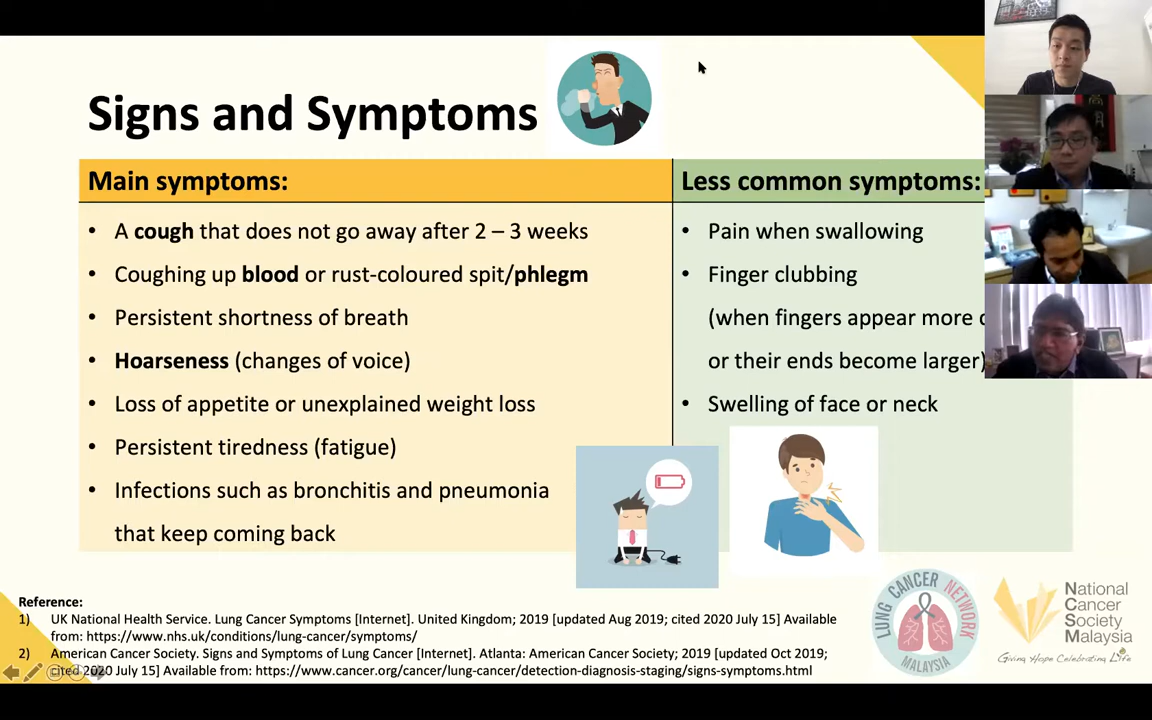 Signs and Symptoms
Main symptoms:
• A cough that does not go away after 2 – 3 weeks
• Coughing up blood or rust-coloured spit/phlegm
• Persistent shortness of breath
• Hoarseness (changes of voice)
• Loss of appetite or unexplained weight loss
• Persistent tiredness (fatigue)
• Infections such as bronchitis and pneumonia
that keep coming back
Less common symptoms:
• Pain when swallowing
• Finger clubbing
(when fingers appear more
or their ends become larger)
• Swelling of face or neck
Reference:
1) UK National Health Service. Lung Cancer Symptoms [Internet]. United Kingdom; 2019 [updated Aug 2019; cited 2020 July 15] Available
from: https://www.nhs.uk/conditions/lung-cancer/symptoms/
2) American Cancer Society. Signs and Symptoms of Lung Cancer [Internet]. Atlanta: American Cancer Society; 2019 [updated Oct 2019;
cited 2020 July 15] Available from: https://www.cancer.org/cancer/lung-cancer/detection-diagnosis-staging/signs-symptoms.html
LUNG CANCER NETWORK
MALAYSIA
National
Cancer
Society
Malaysia
Giving Hope Celebrating Life